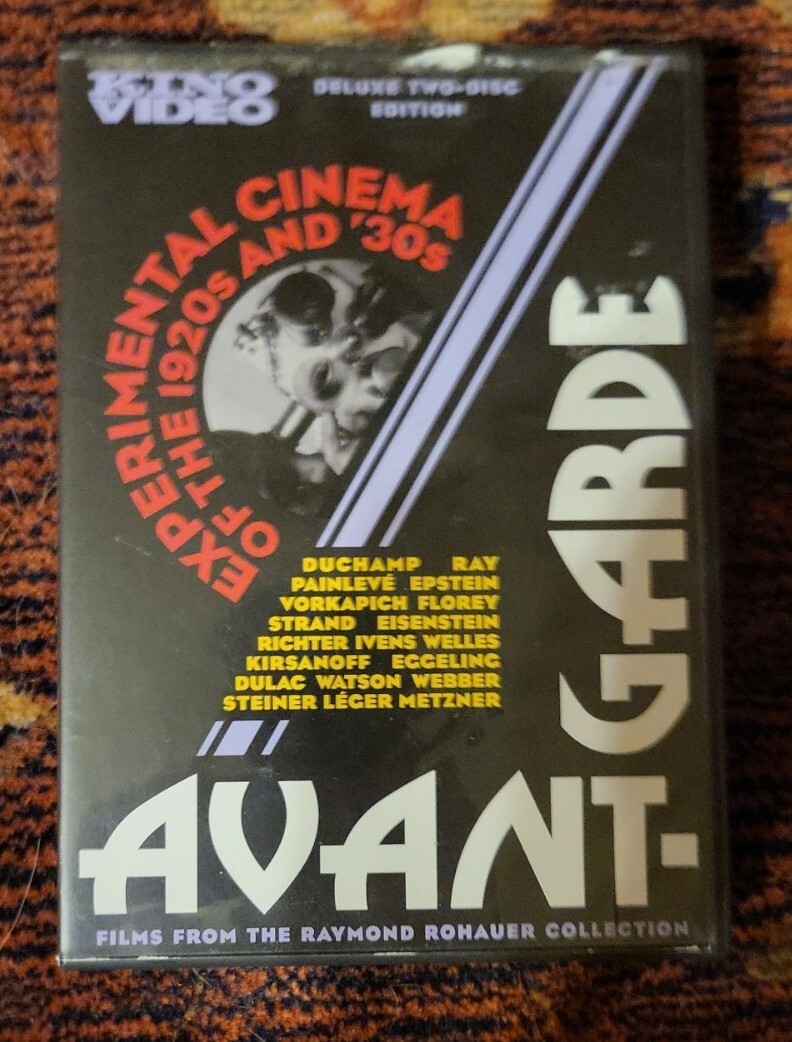 KINO
VIDEO
DELUXE TWO-DISC
EDITION
EXPERIMENTAL CINEMA
OF THE 1920s AND '30s
DUCHAMP RAY
PAINLEVÉ EPSTEIN
VORKAPICH FLOREY
STRAND EISENSTEIN
RICHTER IVENS WELLES
KIRSANOFF EGGELING
DULAC WATSON WEBBER
STEINER LÉGER METZNER
AVANT-
GARDE
FILMS FROM THE RAYMOND ROHAUER COLLECTION